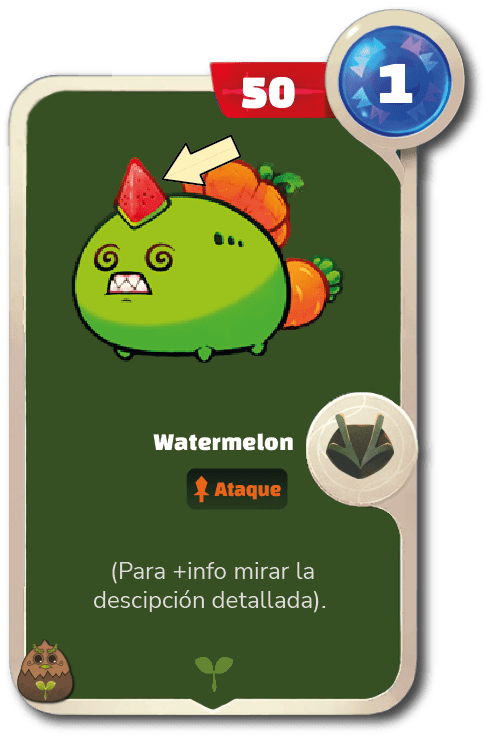 50
1
Watermelon
Ataque
(Para +info mirar la
descipción detallada).